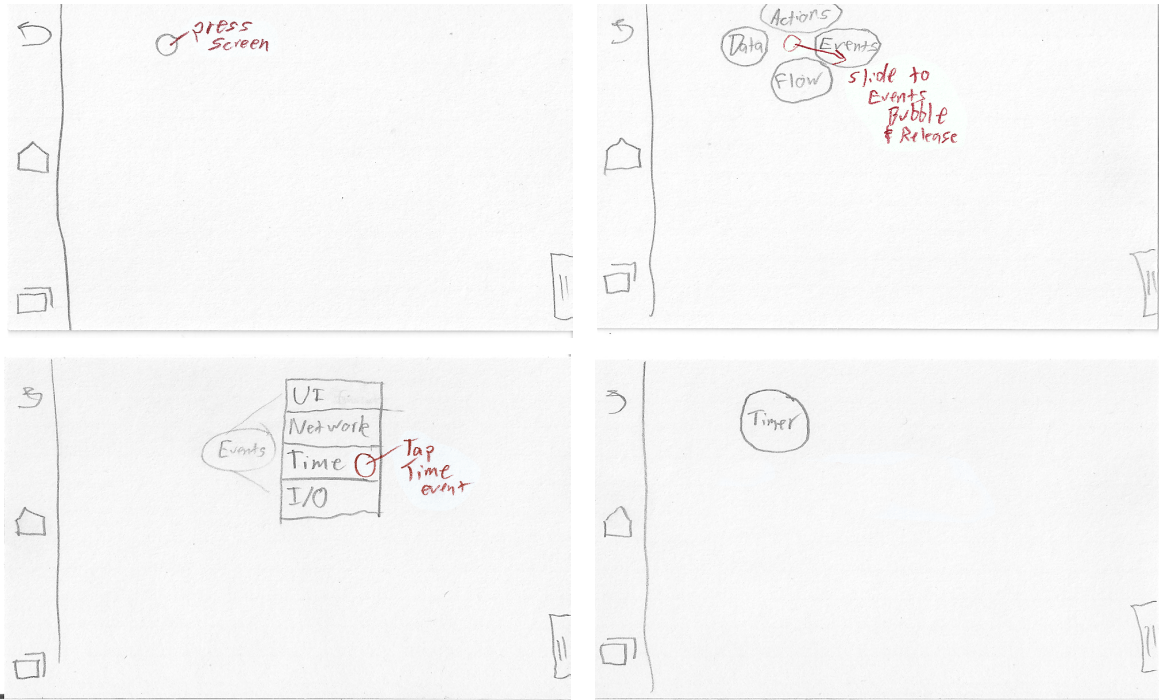 press
screen
Actions
Data
Events
Flow
slide to
Events
Bubble
& Release
UI
Network
Events
Time
I/O
Tap
Time
event
Timer